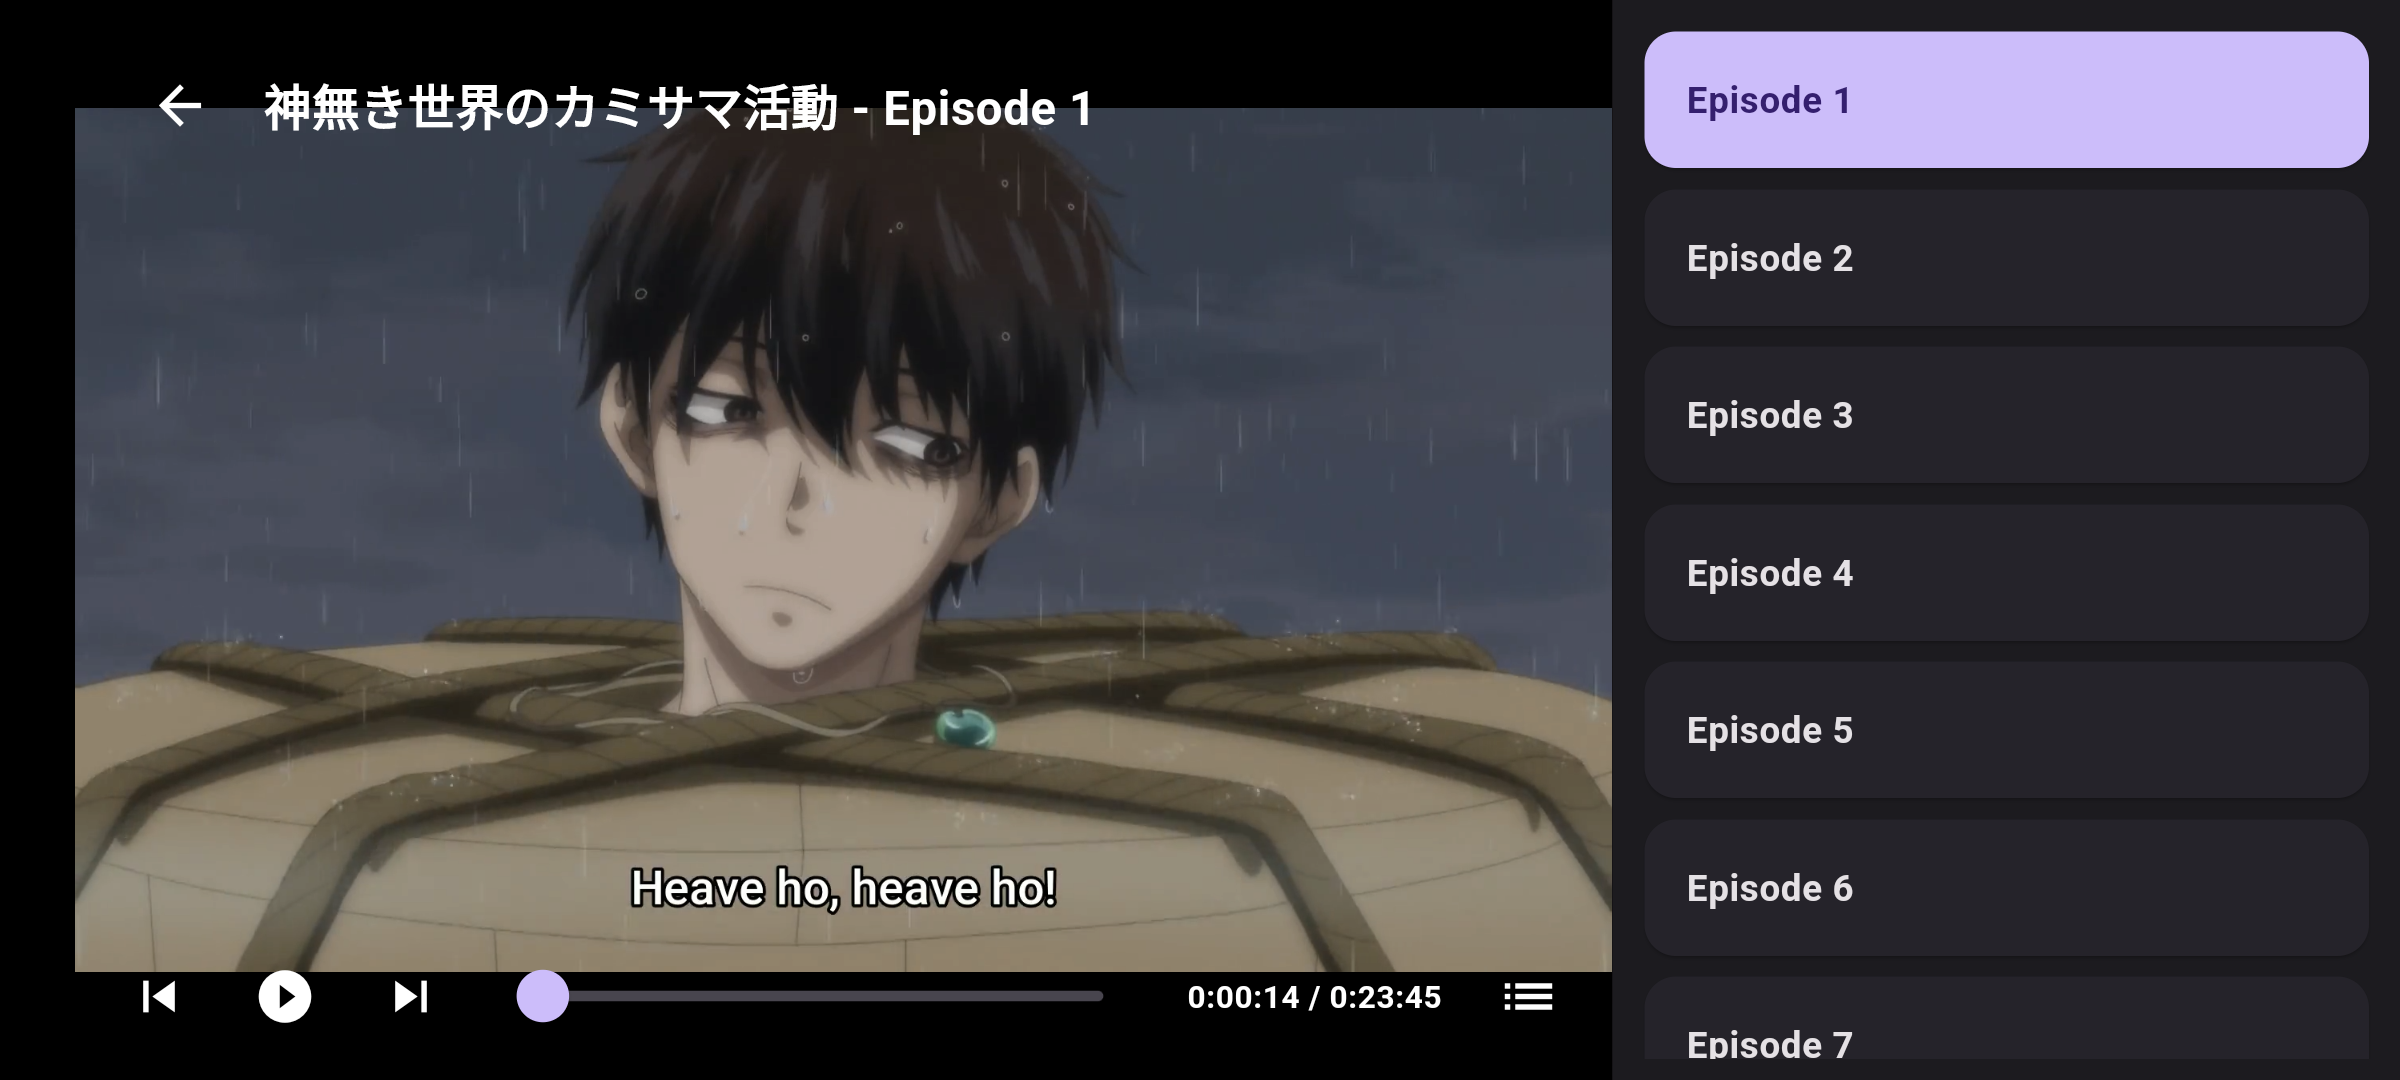 神無き世界のカミサマ活動 - Episode 1
Heave ho, heave ho!
0:00:14 / 0:23:45
Episode 1
Episode 2
Episode 3
Episode 4
Episode 5
Episode 6
Episode 7